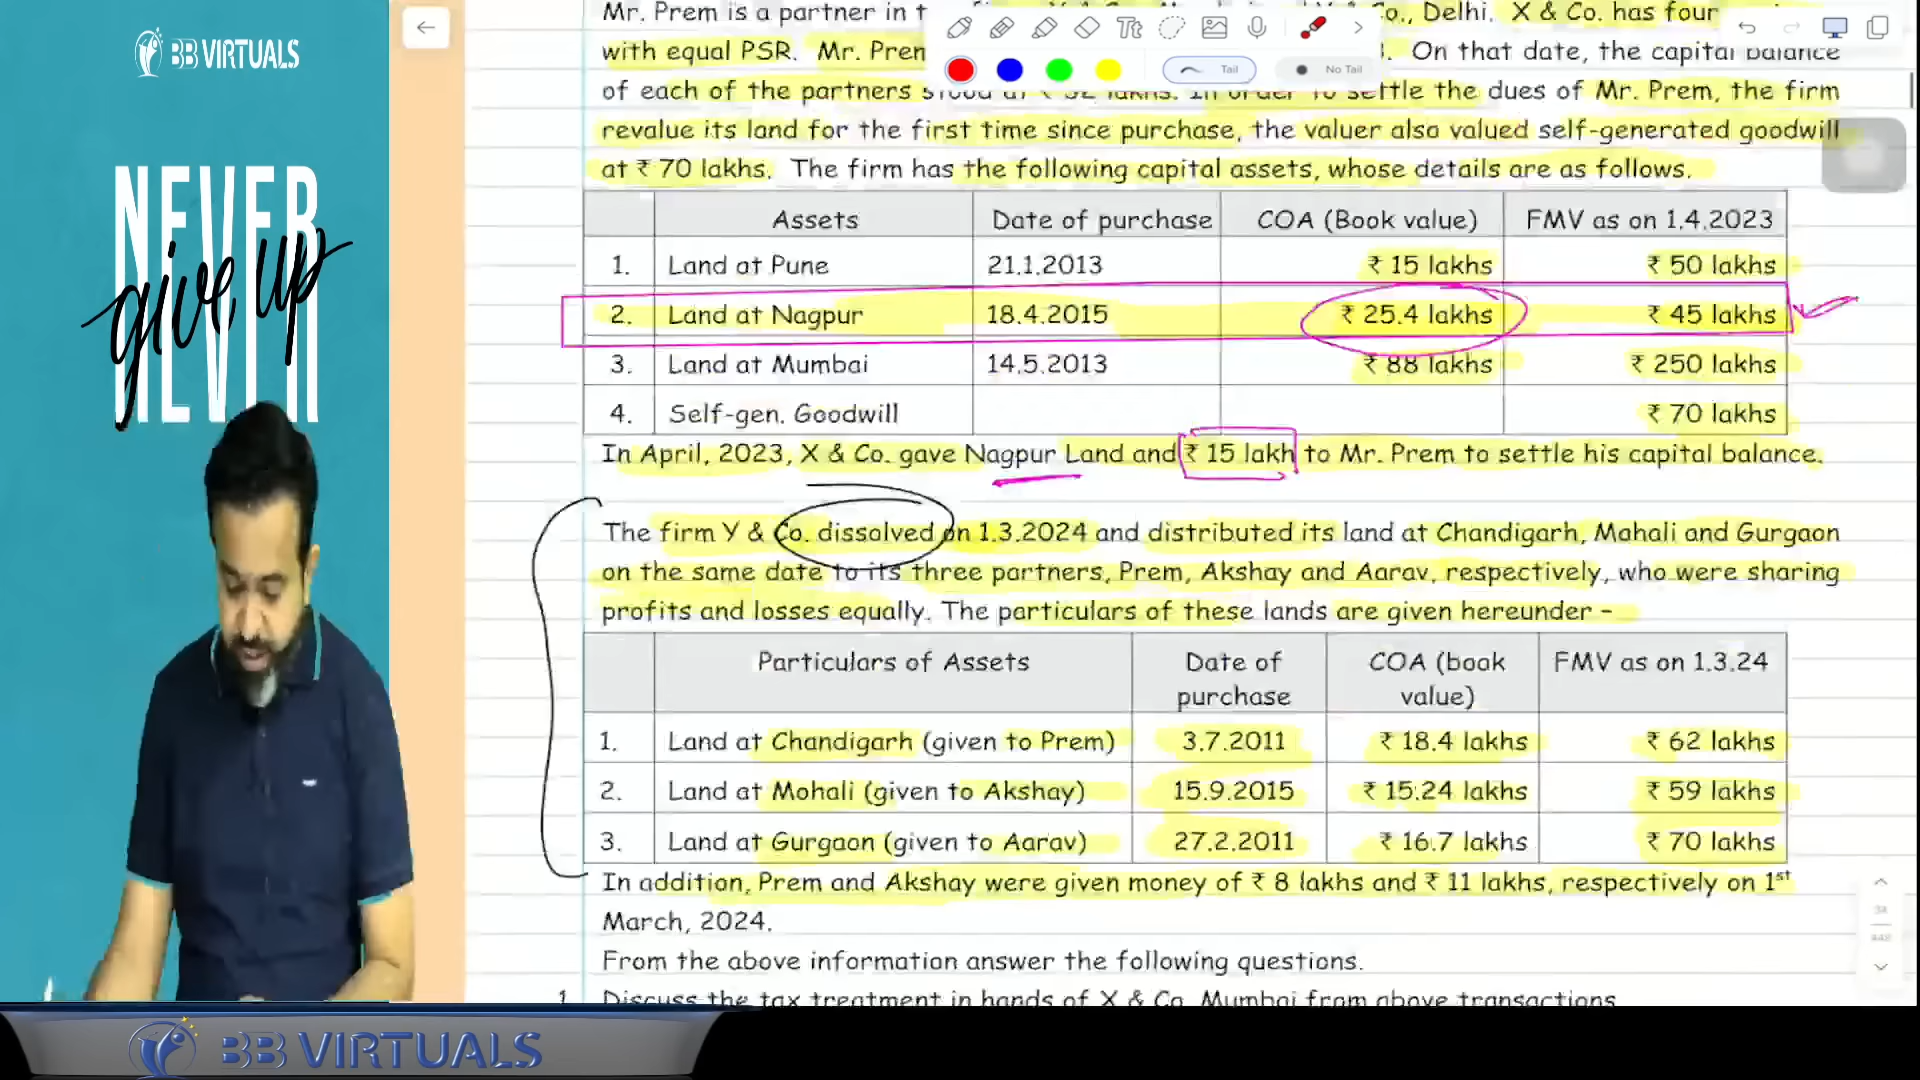 BB VIRTUALS
NEVER
give up
NEVER
Tt
Tail
No Tail
Mr. Prem is a partner in t Co., Delhi. X & Co. has four
with equal PSR. Mr. Prem On that date, the capital balance
of each of the partners stood at ₹ 52 lakhs. In order to settle the dues of Mr. Prem, the firm
revalue its land for the first time since purchase, the valuer also valued self-generated goodwill
at ₹ 70 lakhs. The firm has the following capital assets, whose details are as follows.
Assets Date of purchase COA (Book value) FMV as on 1.4.2023
1. Land at Pune 21.1.2013 ₹ 15 lakhs ₹ 50 lakhs
2. Land at Nagpur 18.4.2015 ₹ 25.4 lakhs ₹ 45 lakhs
3. Land at Mumbai 14.5.2013 ₹ 88 lakhs ₹ 250 lakhs
4. Self-gen. Goodwill ₹ 70 lakhs
In April, 2023, X & Co. gave Nagpur Land and ₹ 15 lakh to Mr. Prem to settle his capital balance.
The firm Y & Co. dissolved on 1.3.2024 and distributed its land at Chandigarh, Mahali and Gurgaon
on the same date to its three partners, Prem, Akshay and Aarav, respectively, who were sharing
profits and losses equally. The particulars of these lands are given hereunder –
Particulars of Assets Date of purchase COA (book value) FMV as on 1.3.24
1. Land at Chandigarh (given to Prem) 3.7.2011 ₹ 18.4 lakhs ₹ 62 lakhs
2. Land at Mohali (given to Akshay) 15.9.2015 ₹ 15.24 lakhs ₹ 59 lakhs
3. Land at Gurgaon (given to Aarav) 27.2.2011 ₹ 16.7 lakhs ₹ 70 lakhs
In addition, Prem and Akshay were given money of ₹ 8 lakhs and ₹ 11 lakhs, respectively on 1st
March, 2024.
From the above information answer the following questions.
1. Discuss the tax treatment in hands of X & Co. Mumbai from above transactions
BB VIRTUALS